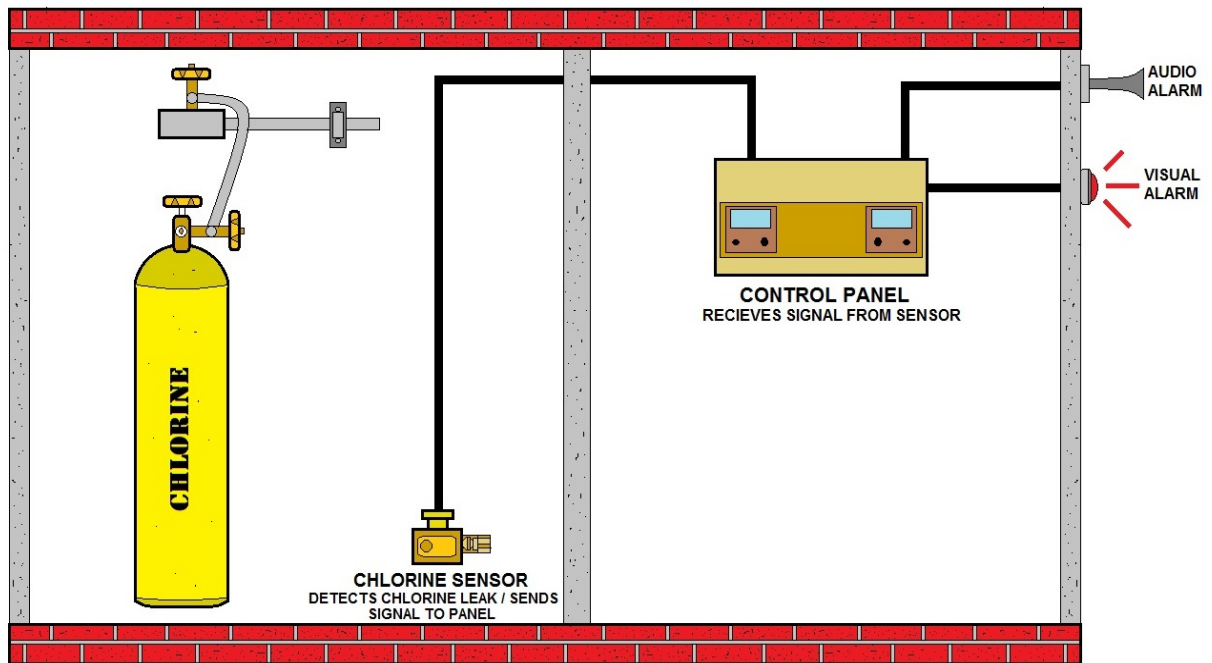 AUDIO
ALARM
VISUAL
ALARM
CONTROL PANEL
RECIEVES SIGNAL FROM SENSOR
CHLORINE
CHLORINE SENSOR
DETECTS CHLORINE LEAK / SENDS
SIGNAL TO PANEL